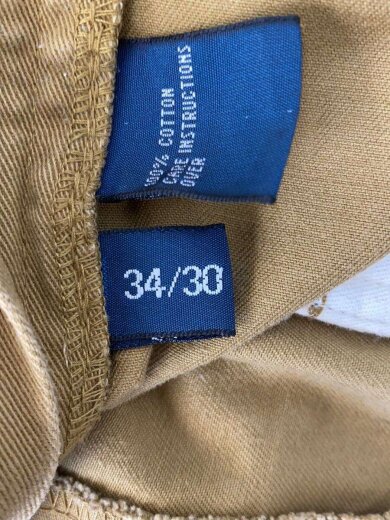 100% COTTON
CARE INSTRUCTIONS
OVER
34/30